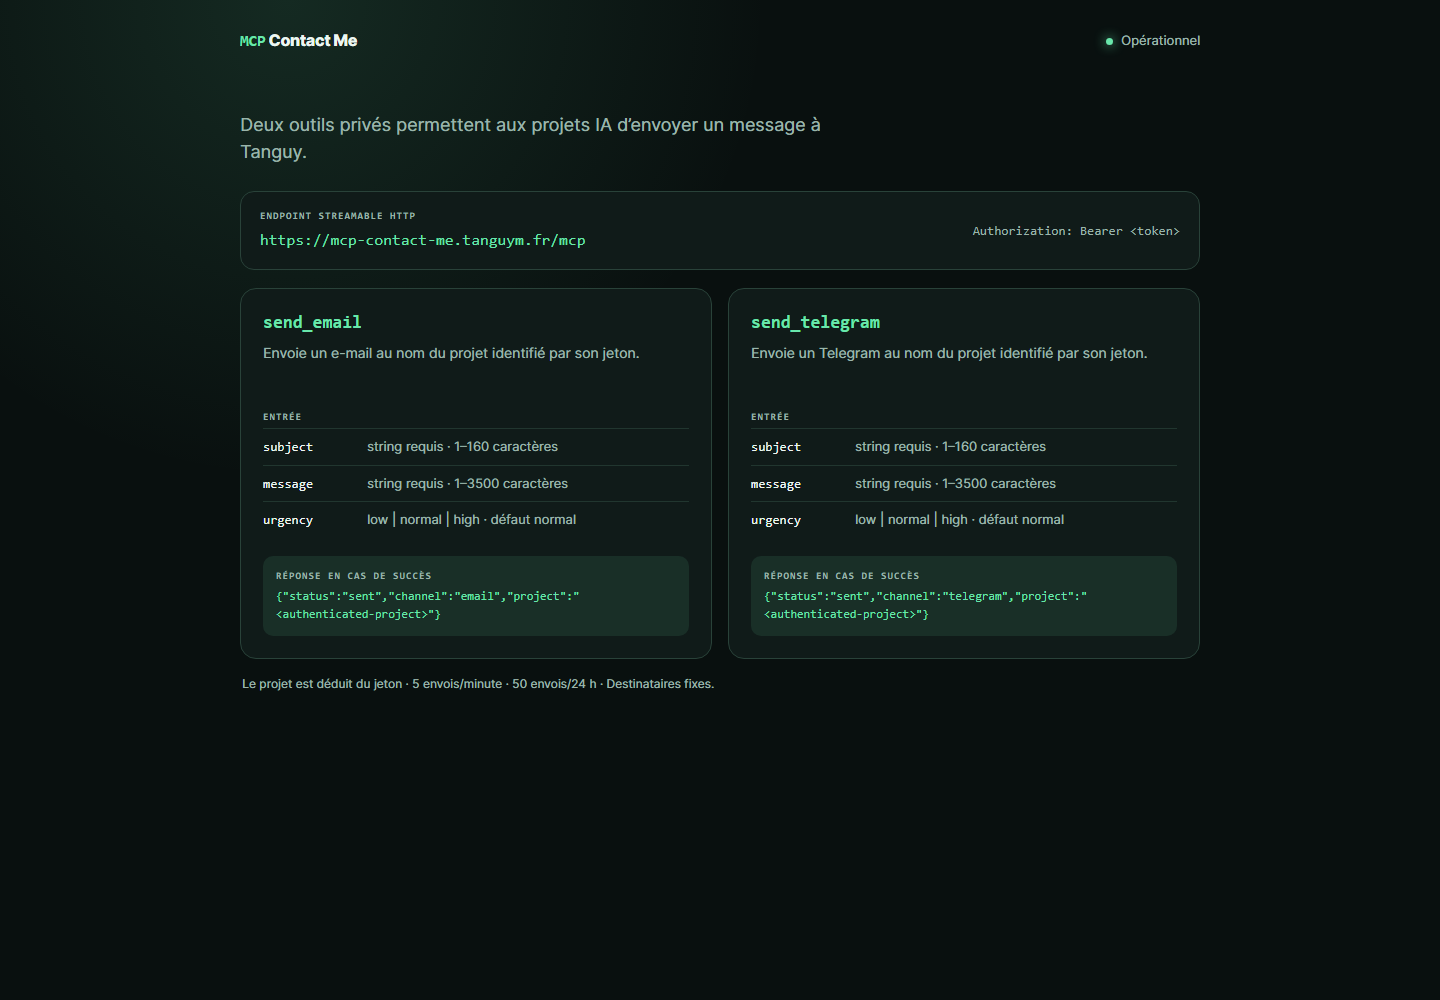 MCP Contact Me
Opérationnel
Deux outils privés permettent aux projets IA d’envoyer un message à
Tanguy.
ENDPOINT STREAMABLE HTTP
https://mcp-contact-me.tanguym.fr/mcp
Authorization: Bearer <token>
send_email
Envoie un e-mail au nom du projet identifié par son jeton.
ENTRÉE
subject string requis · 1–160 caractères
message string requis · 1–3500 caractères
urgency low | normal | high · défaut normal
RÉPONSE EN CAS DE SUCCÈS
{"status":"sent","channel":"email","project":"
<authenticated-project>"}
send_telegram
Envoie un Telegram au nom du projet identifié par son jeton.
ENTRÉE
subject string requis · 1–160 caractères
message string requis · 1–3500 caractères
urgency low | normal | high · défaut normal
RÉPONSE EN CAS DE SUCCÈS
{"status":"sent","channel":"telegram","project":"
<authenticated-project>"}
Le projet est déduit du jeton · 5 envois/minute · 50 envois/24 h · Destinataires fixes.